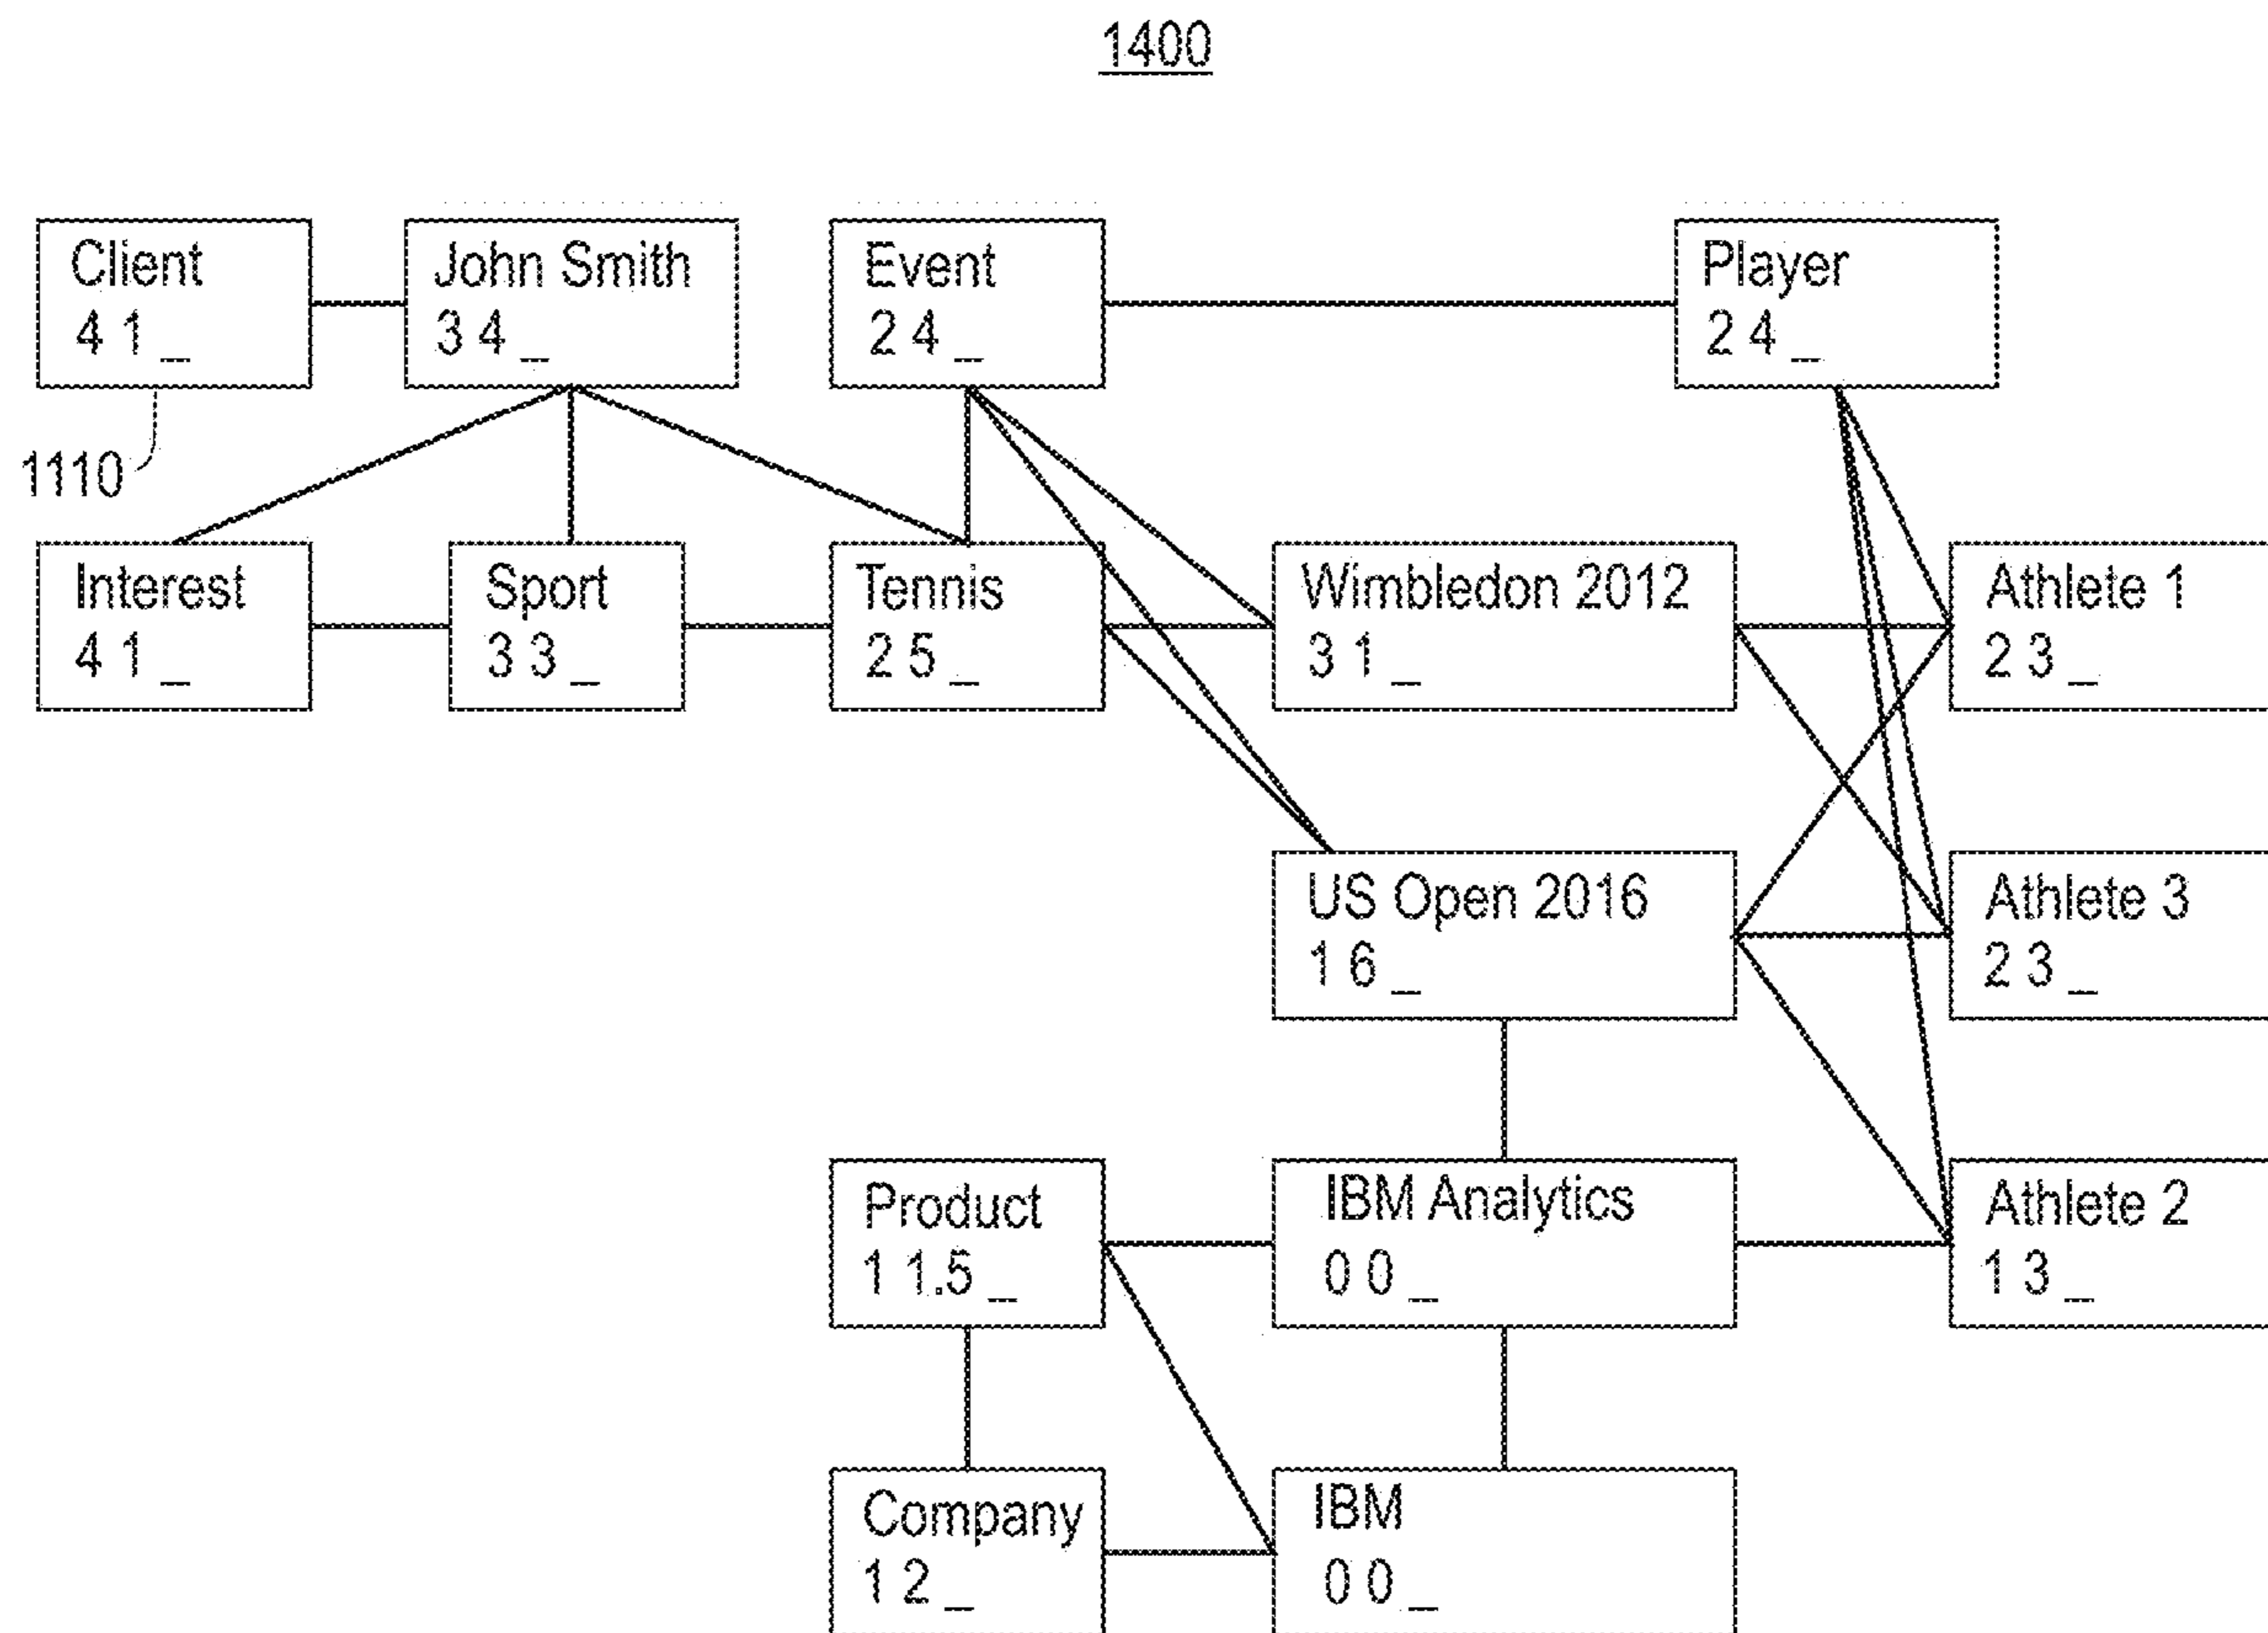 1400
Client
4 1 _
John Smith
3 4 _
Event
2 4 _
Player
2 4 _
1110
Interest
4 1 _
Sport
3 3 _
Tennis
2 5 _
Wimbledon 2012
3 1 _
Athlete 1
2 3 _
US Open 2016
1 6 _
Athlete 3
2 3 _
Product
1 1.5 _
IBM Analytics
0 0 _
Athlete 2
1 3 _
Company
1 2 _
IBM
0 0 _